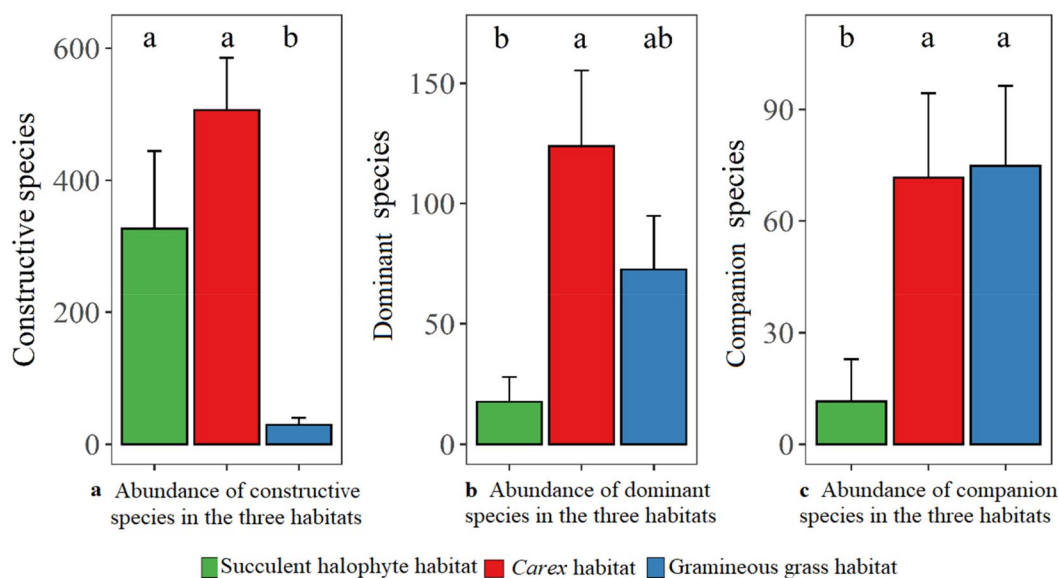 Constructive species
600
400
200
0
a a b
a Abundance of constructive
species in the three habitats
Dominant species
150
100
50
0
b a ab
b Abundance of dominant
species in the three habitats
Companion species
90
60
30
0
b a a
c Abundance of companion
species in the three habitats
Succulent halophyte habitat Carex habitat Gramineous grass habitat